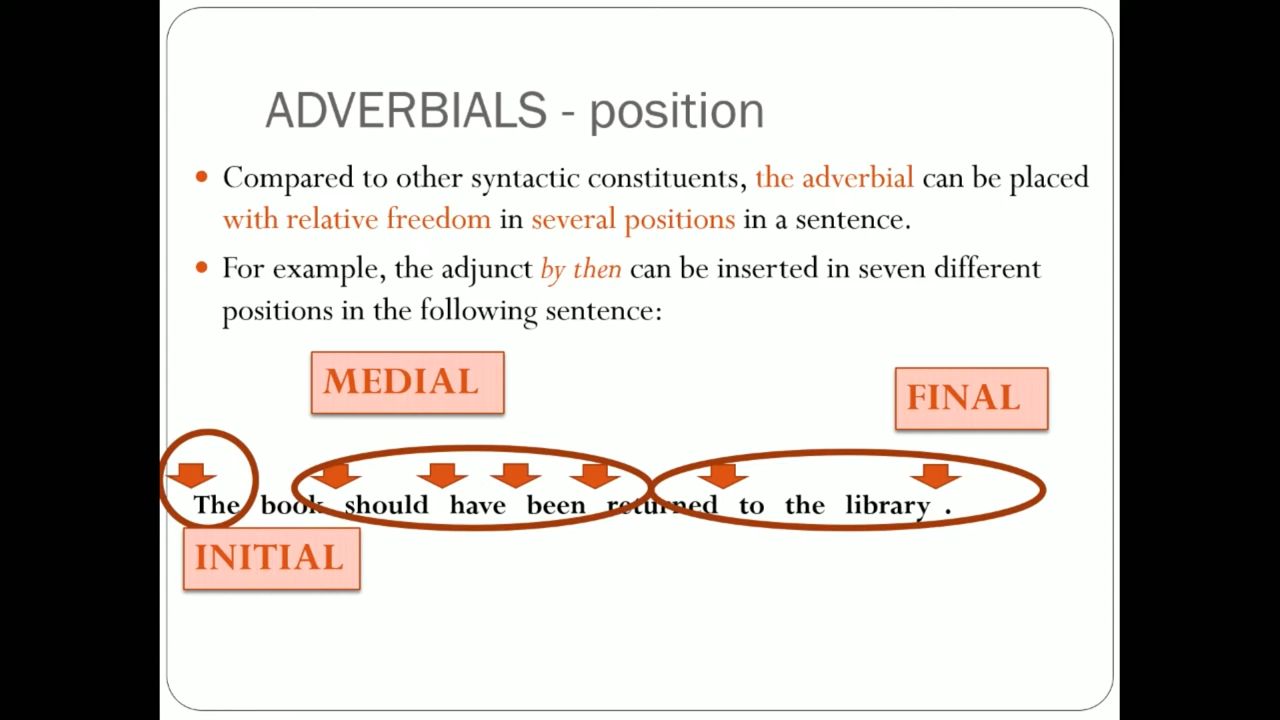 ADVERBIALS - position
• Compared to other syntactic constituents, the adverbial can be placed
with relative freedom in several positions in a sentence.
• For example, the adjunct by then can be inserted in seven different
positions in the following sentence:
MEDIAL
FINAL
The book should have been returned to the library .
INITIAL